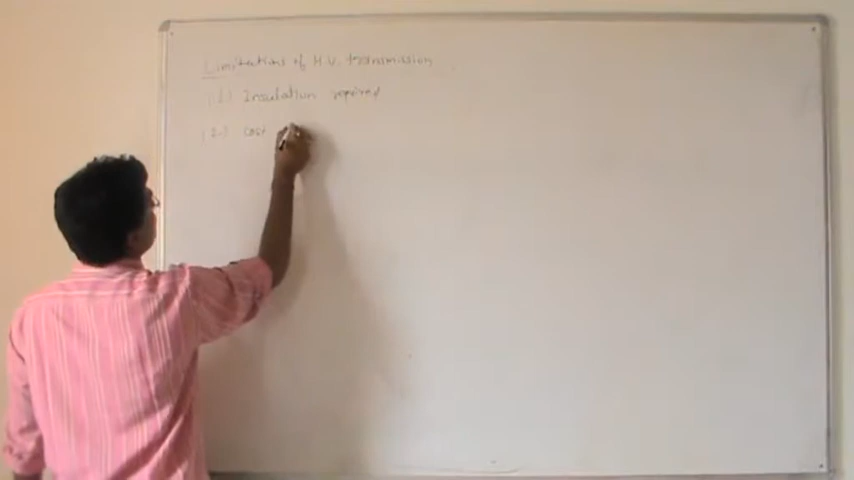 Limitations of H.V. transmission
(1.) Insulation required
(2.) Cost